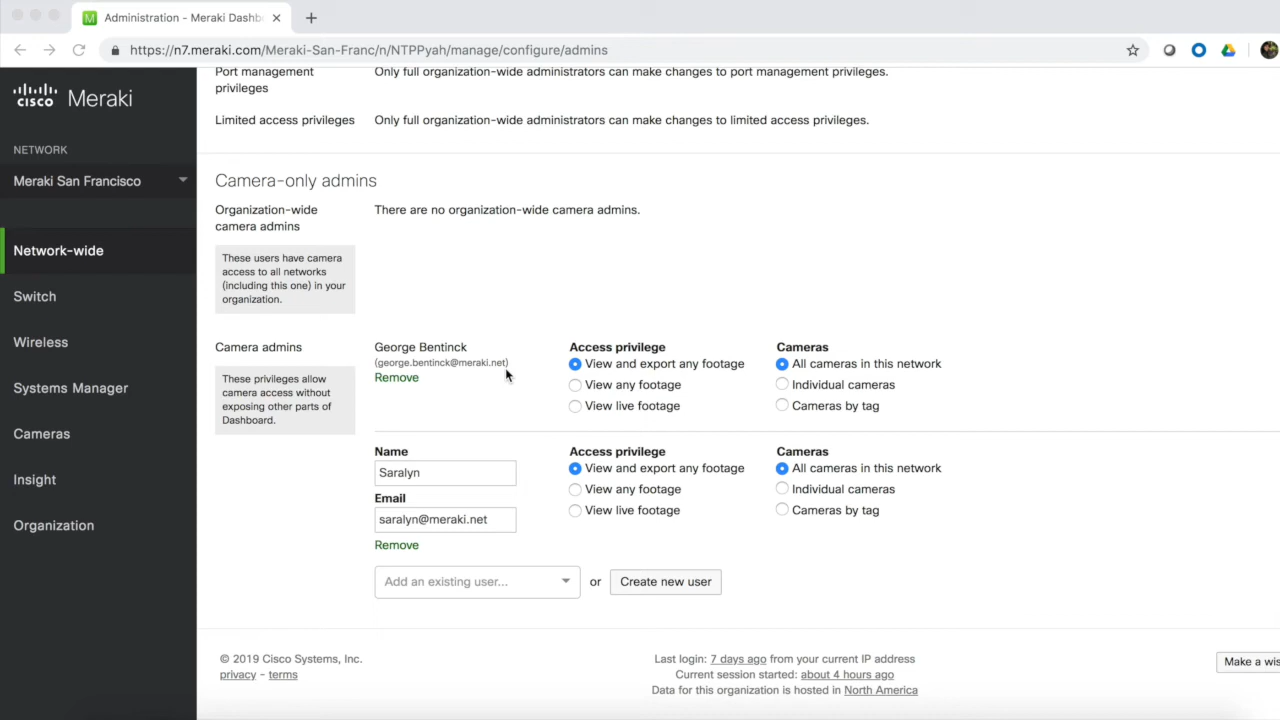 Administration - Meraki Dashb
https://n7.meraki.com/Meraki-San-Franc/n/NTPPyah/manage/configure/admins
Port management
privileges
Only full organization-wide administrators can make changes to port management privileges.
Limited access privileges
Only full organization-wide administrators can make changes to limited access privileges.
cisco Meraki
NETWORK
Meraki San Francisco
Network-wide
Switch
Wireless
Systems Manager
Cameras
Insight
Organization
Camera-only admins
Organization-wide
camera admins
There are no organization-wide camera admins.
These users have camera
access to all networks
(including this one) in your
organization.
Camera admins
These privileges allow
camera access without
exposing other parts of
Dashboard.
George Bentinck
(george.bentinck@meraki.net)
Remove
Access privilege
View and export any footage
View any footage
View live footage
Cameras
All cameras in this network
Individual cameras
Cameras by tag
Name
Saralyn
Email
saralyn@meraki.net
Remove
Access privilege
View and export any footage
View any footage
View live footage
Cameras
All cameras in this network
Individual cameras
Cameras by tag
Add an existing user...
or
Create new user
© 2019 Cisco Systems, Inc.
privacy - terms
Last login: 7 days ago from your current IP address
Current session started: about 4 hours ago
Data for this organization is hosted in North America
Make a wis